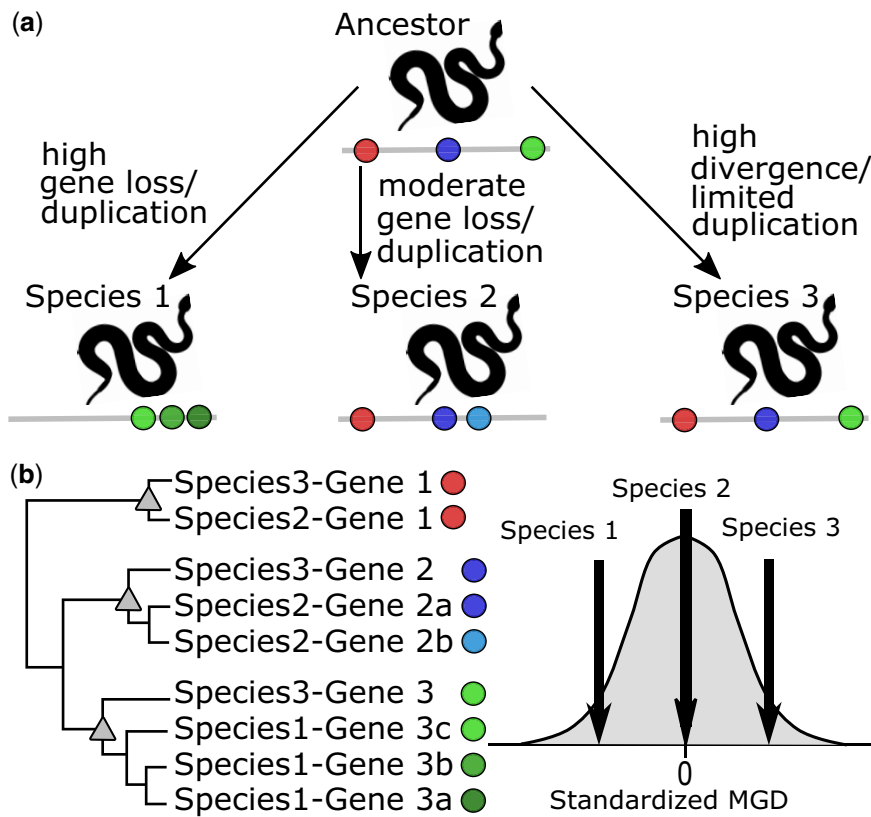 (a)
Ancestor
high
gene loss/
duplication
moderate
gene loss/
duplication
high
divergence/
limited
duplication
Species 1
Species 2
Species 3
(b)
Species3-Gene 1
Species2-Gene 1
Species3-Gene 2
Species2-Gene 2a
Species2-Gene 2b
Species3-Gene 3
Species1-Gene 3c
Species1-Gene 3b
Species1-Gene 3a
Species 1
Species 2
Species 3
0
Standardized MGD